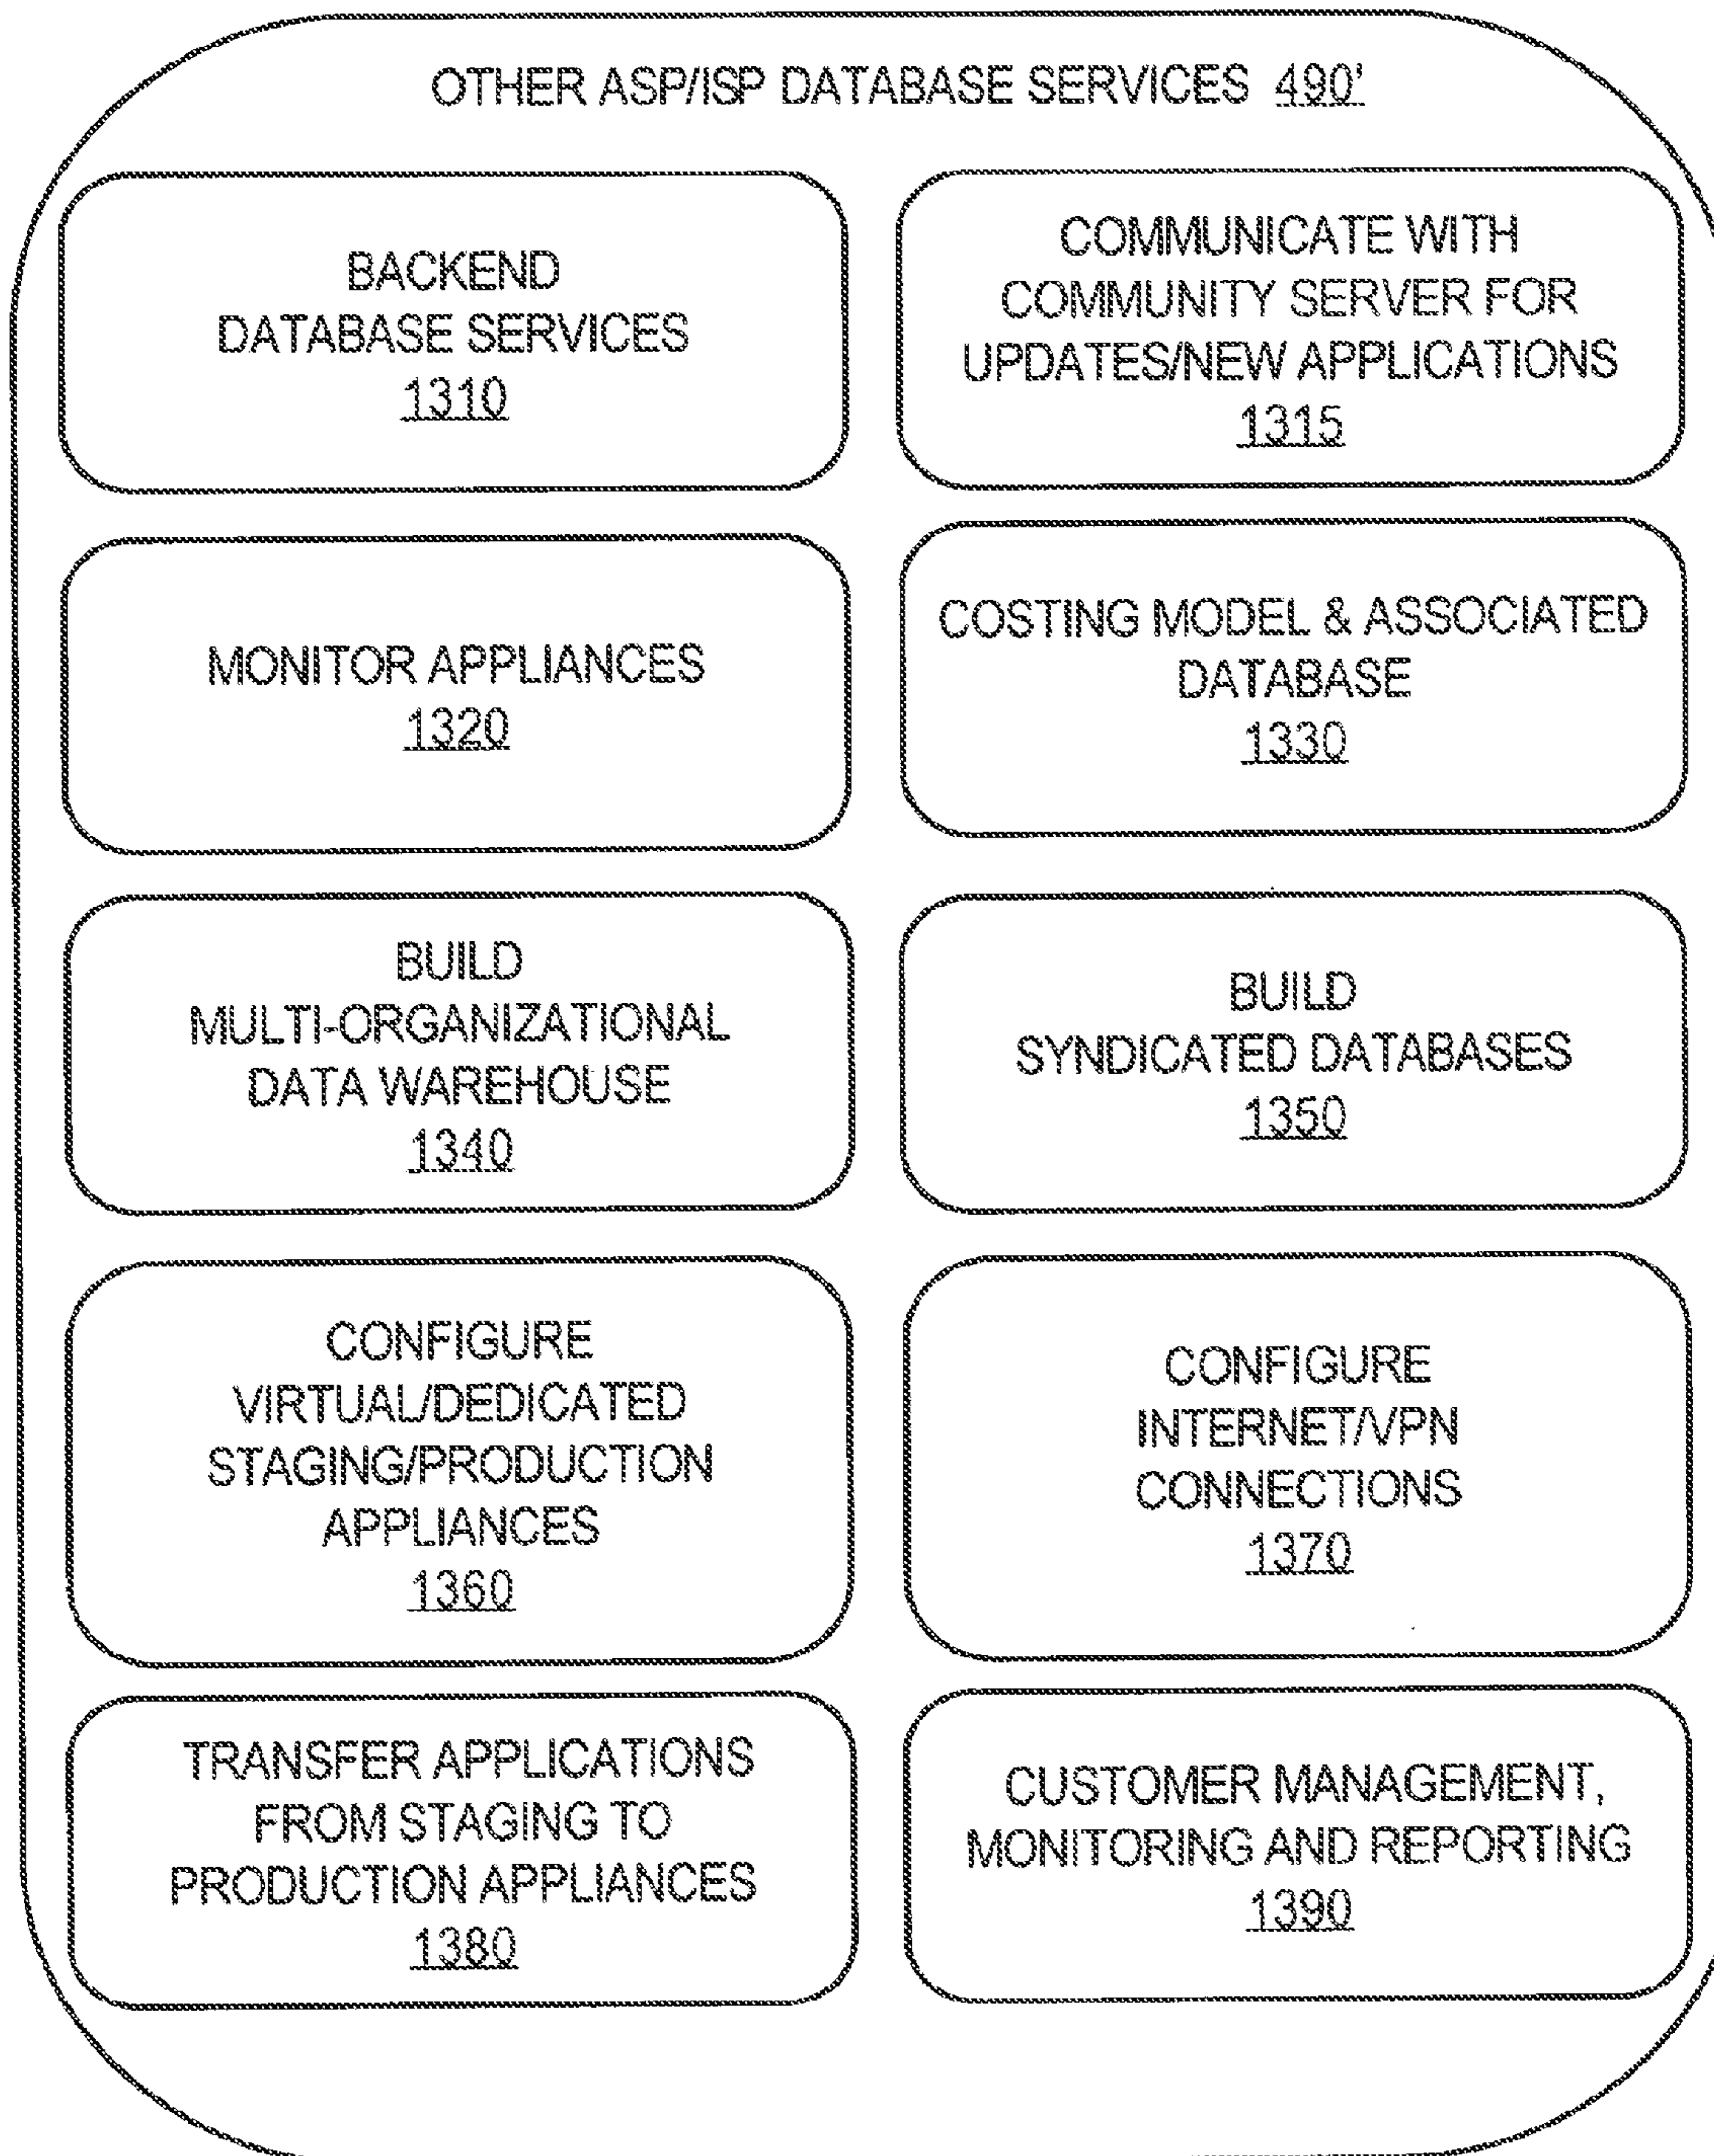 OTHER ASP/ISP DATABASE SERVICES 490'
BACKEND
DATABASE SERVICES
1310
COMMUNICATE WITH
COMMUNITY SERVER FOR
UPDATES/NEW APPLICATIONS
1315
MONITOR APPLIANCES
1320
COSTING MODEL & ASSOCIATED
DATABASE
1330
BUILD
MULTI-ORGANIZATIONAL
DATA WAREHOUSE
1340
BUILD
SYNDICATED DATABASES
1350
CONFIGURE
VIRTUAL/DEDICATED
STAGING/PRODUCTION
APPLIANCES
1360
CONFIGURE
INTERNET/VPN
CONNECTIONS
1370
TRANSFER APPLICATIONS
FROM STAGING TO
PRODUCTION APPLIANCES
1380
CUSTOMER MANAGEMENT,
MONITORING AND REPORTING
1390